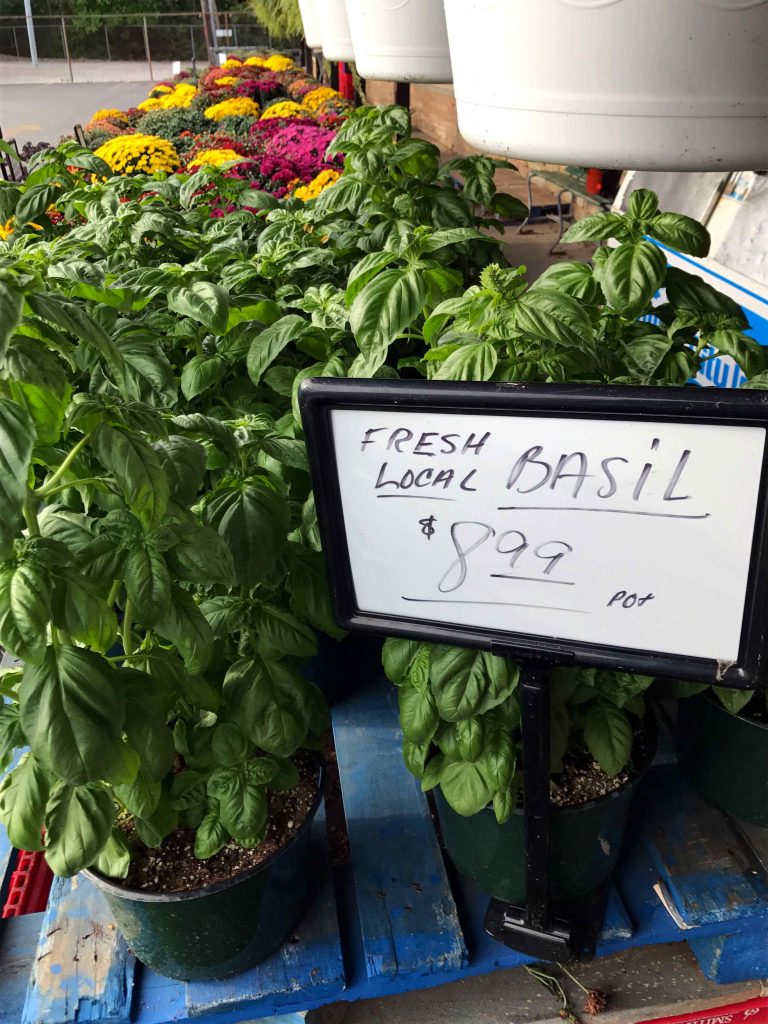 FRESH
LOCAL BASiL
$8.99
POT